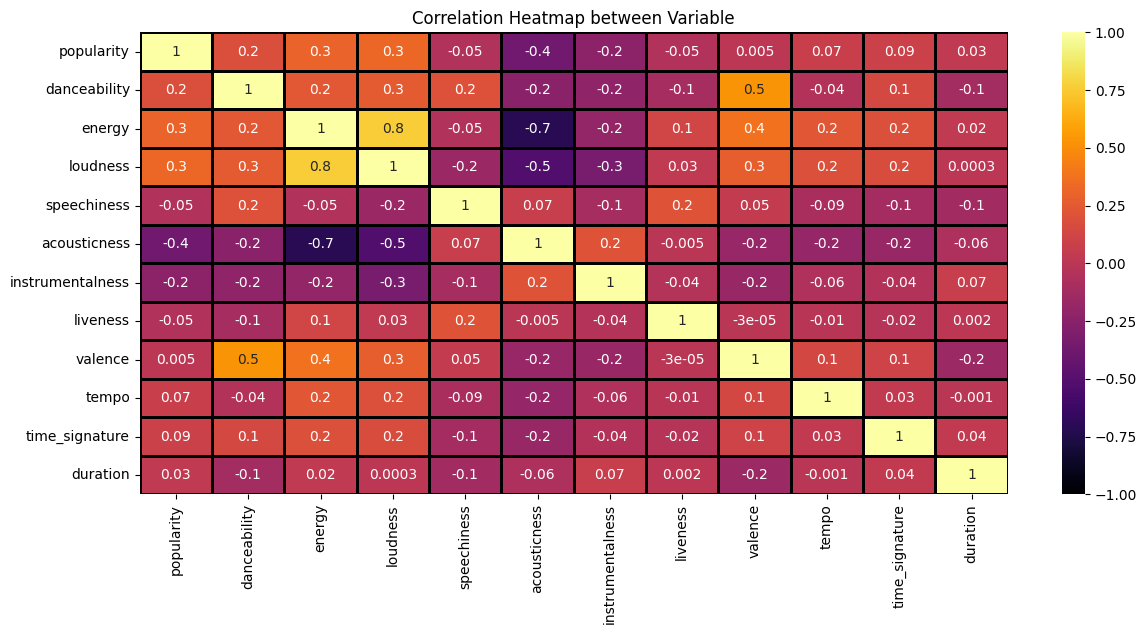 Correlation Heatmap between Variable
popularity 1 0.2 0.3 0.3 -0.05 -0.4 -0.2 -0.05 0.005 0.07 0.09 0.03
danceability 0.2 1 0.2 0.3 0.2 -0.2 -0.2 -0.1 0.5 -0.04 0.1 -0.1
energy 0.3 0.2 1 0.8 -0.05 -0.7 -0.2 0.1 0.4 0.2 0.2 0.02
loudness 0.3 0.3 0.8 1 -0.2 -0.5 -0.3 0.03 0.3 0.2 0.2 0.0003
speechiness -0.05 0.2 -0.05 -0.2 1 0.07 -0.1 0.2 0.05 -0.09 -0.1 -0.1
acousticness -0.4 -0.2 -0.7 -0.5 0.07 1 0.2 -0.005 -0.2 -0.2 -0.2 -0.06
instrumentalness -0.2 -0.2 -0.2 -0.3 -0.1 0.2 1 -0.04 -0.2 -0.06 -0.04 0.07
liveness -0.05 -0.1 0.1 0.03 0.2 -0.005 -0.04 1 -3e-05 -0.01 -0.02 0.002
valence 0.005 0.5 0.4 0.3 0.05 -0.2 -0.2 -3e-05 1 0.1 0.1 -0.2
tempo 0.07 -0.04 0.2 0.2 -0.09 -0.2 -0.06 -0.01 0.1 1 0.03 -0.001
time_signature 0.09 0.1 0.2 0.2 -0.1 -0.2 -0.04 -0.02 0.1 0.03 1 0.04
duration 0.03 -0.1 0.02 0.0003 -0.1 -0.06 0.07 0.002 -0.2 -0.001 0.04 1
popularity
danceability
energy
loudness
speechiness
acousticness
instrumentalness
liveness
valence
tempo
time_signature
duration
1.00
0.75
0.50
0.25
0.00
−0.25
−0.50
−0.75
−1.00